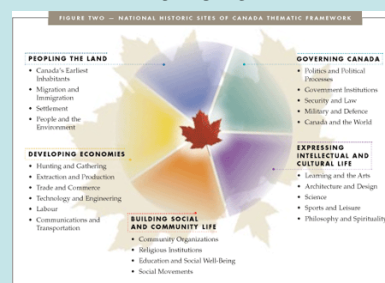 FIGURE TWO — NATIONAL HISTORIC SITES OF CANADA THEMATIC FRAMEWORK
PEOPLING THE LAND
• Canada's Earliest
Inhabitants
• Migration and
Immigration
• Settlement
• People and the
Environment
DEVELOPING ECONOMIES
• Hunting and Gathering
• Extraction and Production
• Trade and Commerce
• Technology and Engineering
• Labour
• Communications and
Transportation
BUILDING SOCIAL
AND COMMUNITY LIFE
• Community Organizations
• Religious Institutions
• Education and Social Well-Being
• Social Movements
GOVERNING CANADA
• Politics and Political
Processes
• Government Institutions
• Security and Law
• Military and Defence
• Canada and the World
EXPRESSING
INTELLECTUAL AND
CULTURAL LIFE
• Learning and the Arts
• Architecture and Design
• Science
• Sports and Leisure
• Philosophy and Spirituality